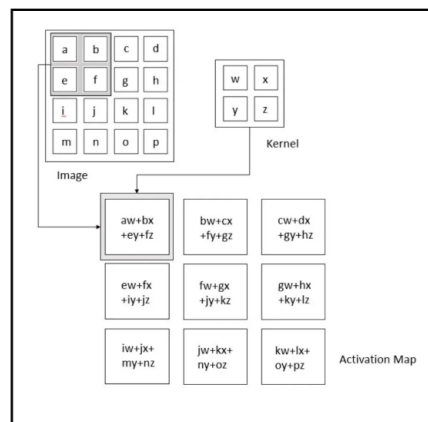 a b c d
e f g h
i j k l
m n o p
Image
w x
y z
Kernel
aw+bx
+ey+fz
bw+cx
+fy+gz
cw+dx
+gy+hz
ew+fx
+iy+jz
fw+gx
+jy+kz
gw+hx
+ky+lz
iw+jx+
my+nz
jw+kx+
ny+oz
kw+lx+
oy+pz
Activation Map